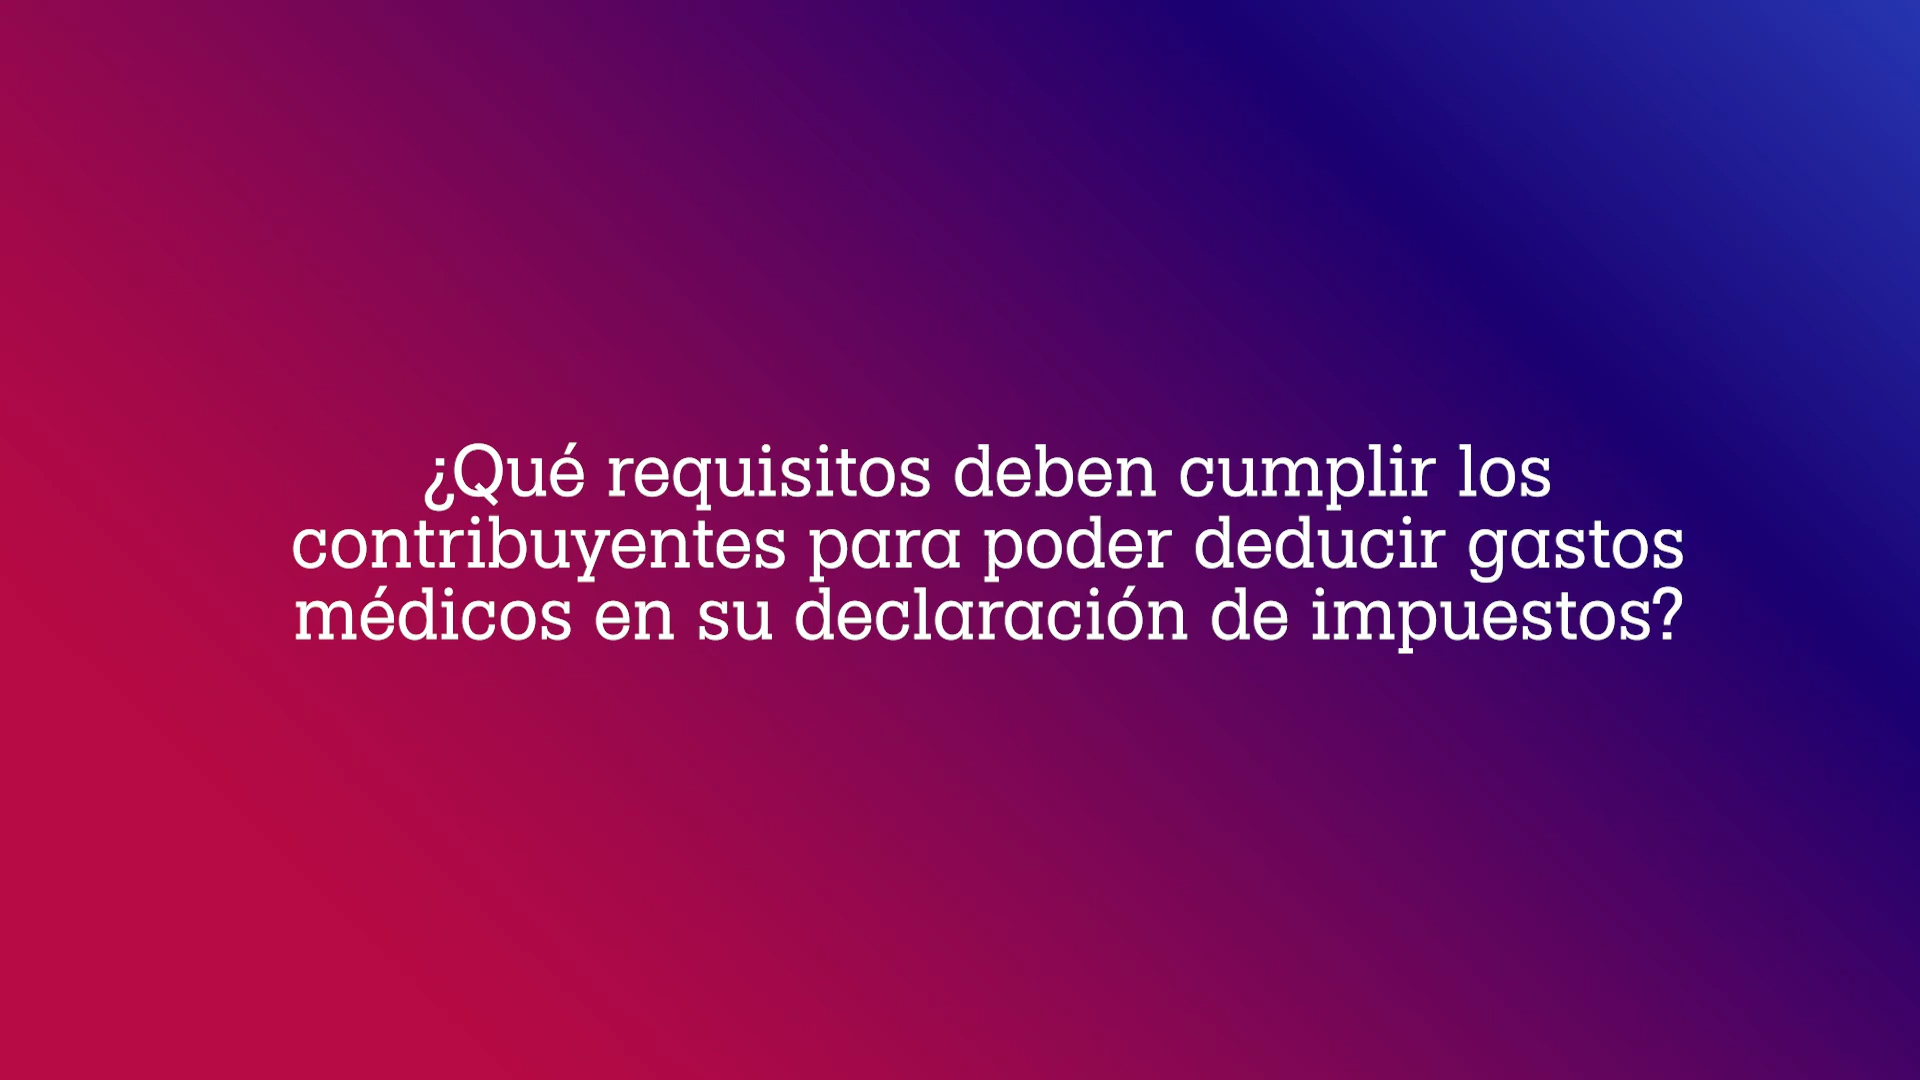 ¿Qué requisitos deben cumplir los
contribuyentes para poder deducir gastos
médicos en su declaración de impuestos?